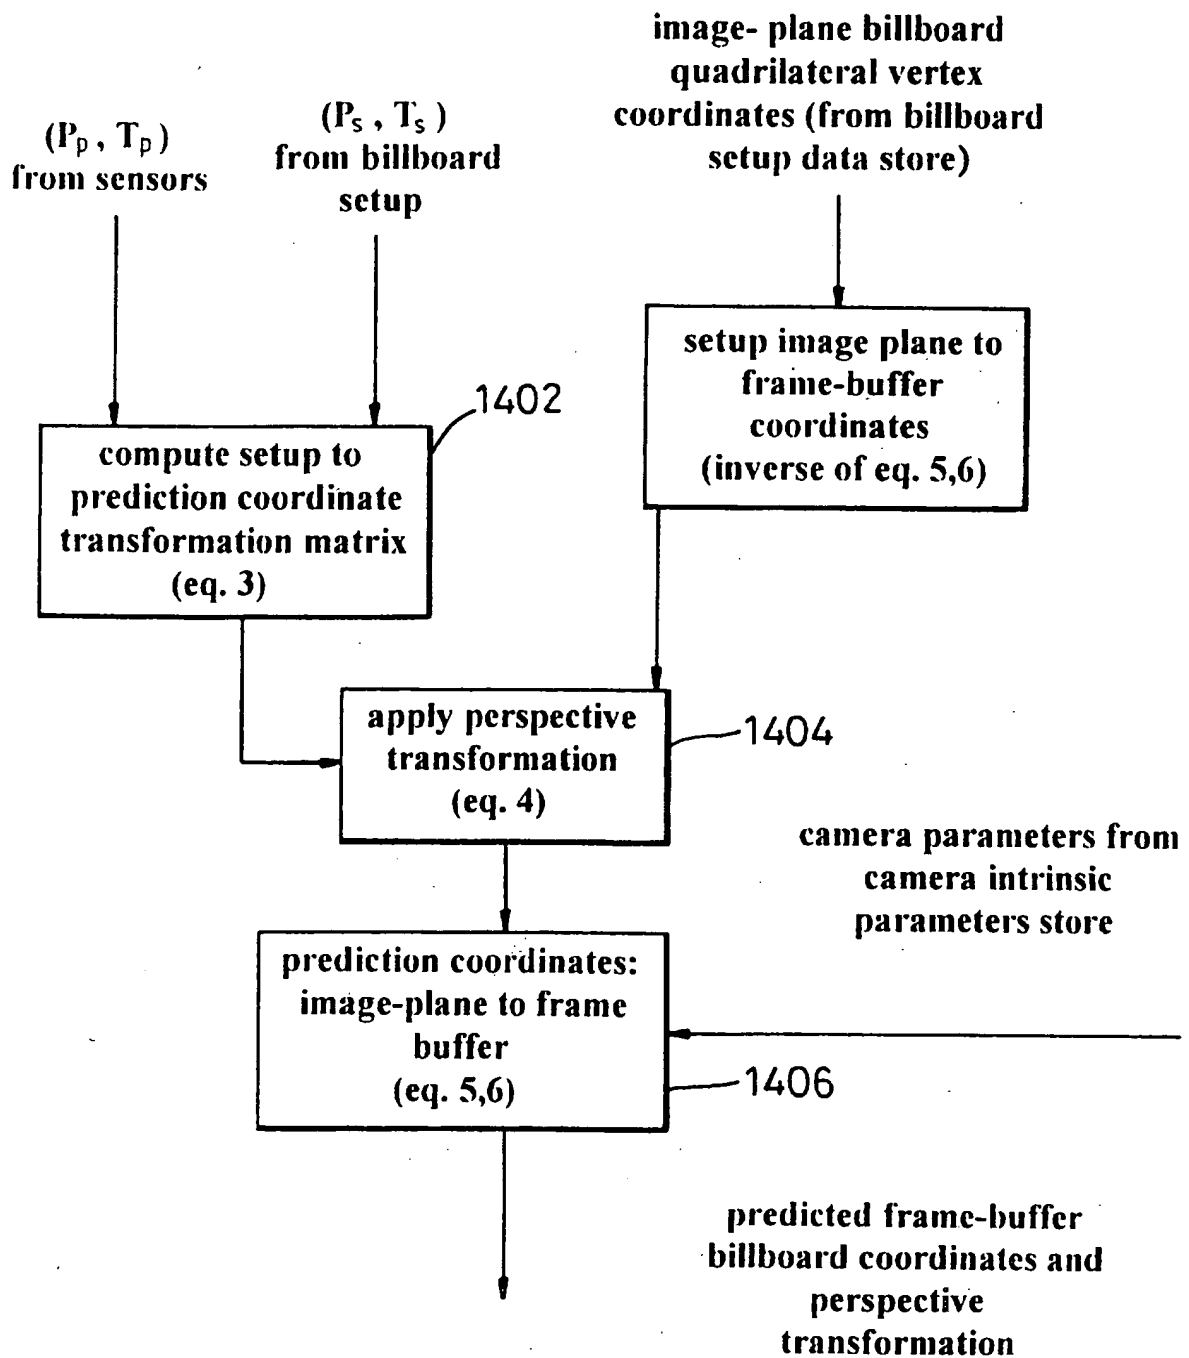 image- plane billboard
quadrilateral vertex
coordinates (from billboard
setup data store)
(Pp , Tp)
from sensors
(Ps , Ts)
from billboard
setup
setup image plane to
frame-buffer
coordinates
(inverse of eq. 5,6)
1402
compute setup to
prediction coordinate
transformation matrix
(eq. 3)
apply perspective
transformation
(eq. 4)
1404
camera parameters from
camera intrinsic
parameters store
prediction coordinates:
image-plane to frame
buffer
(eq. 5,6)
1406
predicted frame-buffer
billboard coordinates and
perspective
transformation